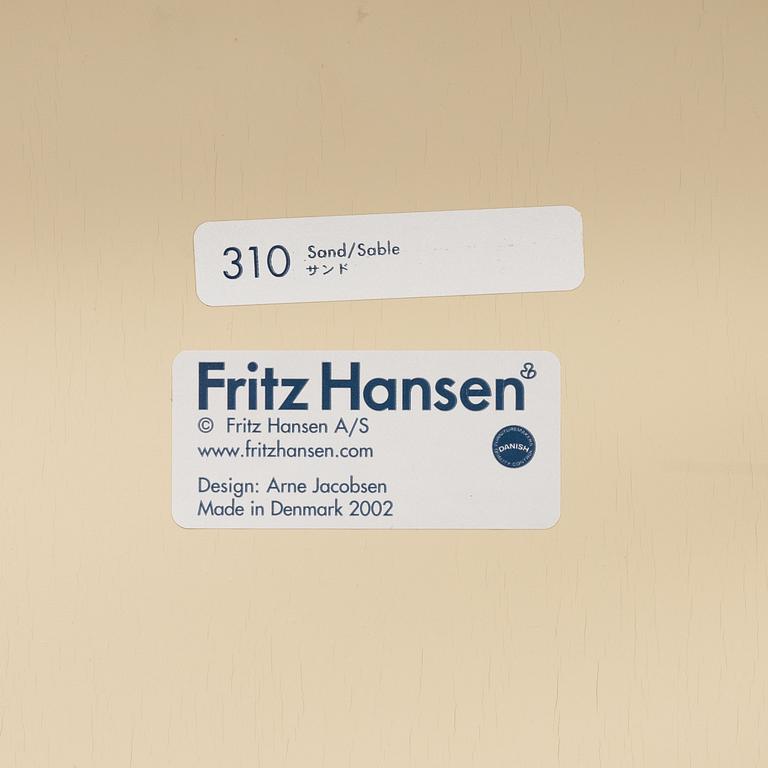 310 Sand/Sable
サンド
Fritz Hansen
© Fritz Hansen A/S
www.fritzhansen.com
DANISH
Design: Arne Jacobsen
Made in Denmark 2002